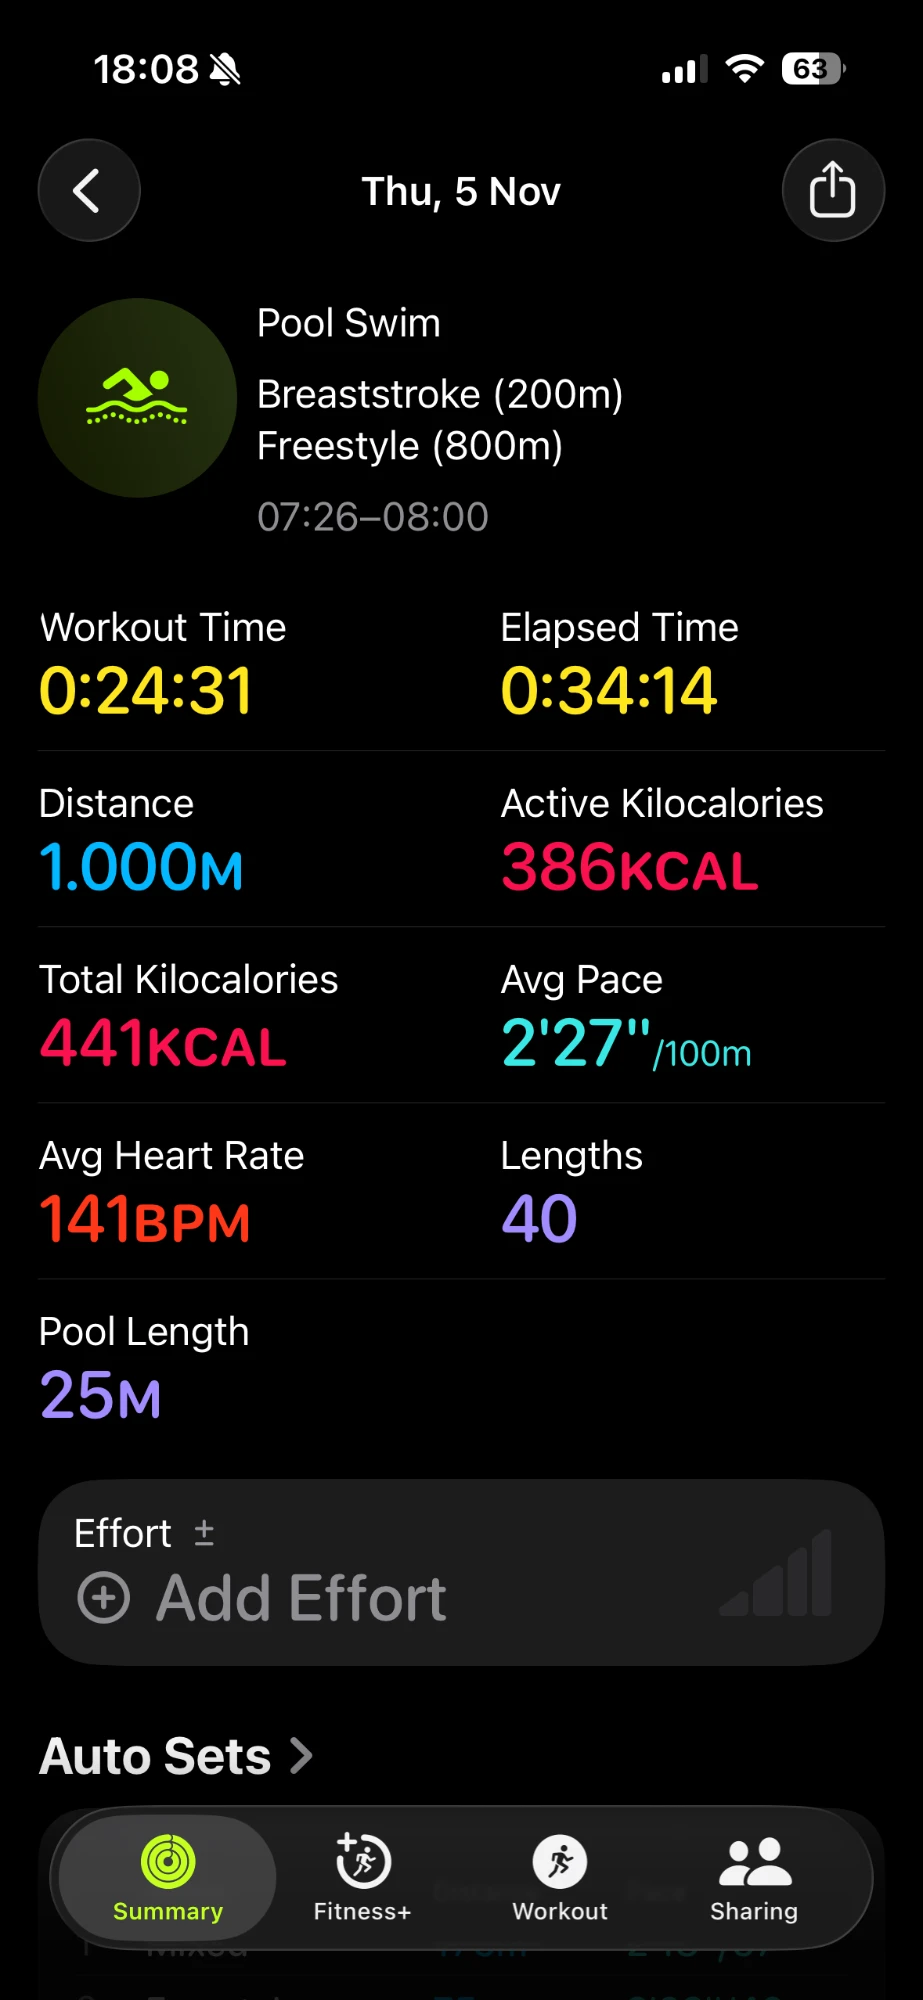 18:08
63
Thu, 5 Nov
Pool Swim
Breaststroke (200m)
Freestyle (800m)
07:26–08:00
Workout Time
0:24:31
Elapsed Time
0:34:14
Distance
1.000M
Active Kilocalories
386KCAL
Total Kilocalories
441KCAL
Avg Pace
2'27"/100m
Avg Heart Rate
141BPM
Lengths
40
Pool Length
25M
Effort ±
Add Effort
Auto Sets
Summary
Fitness+
Workout
Sharing